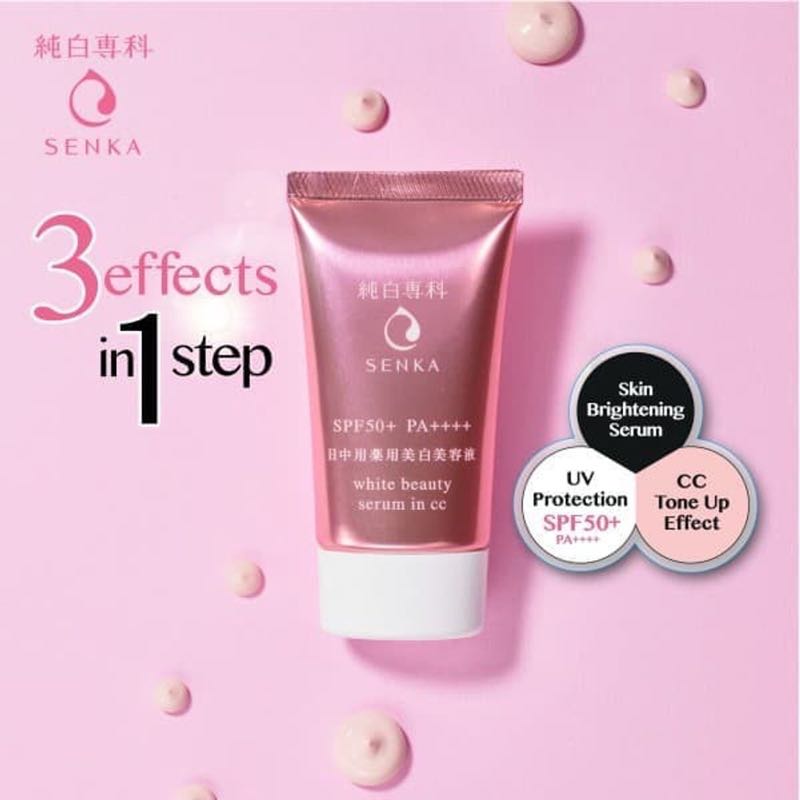 純白専科
SENKA
3effects
in1step
純白専科
SENKA
SPF50+ PA++++
日中用薬用美白美容液
white beauty
serum in cc
Skin
Brightening
Serum
UV
Protection
SPF50+
PA++++
CC
Tone Up
Effect